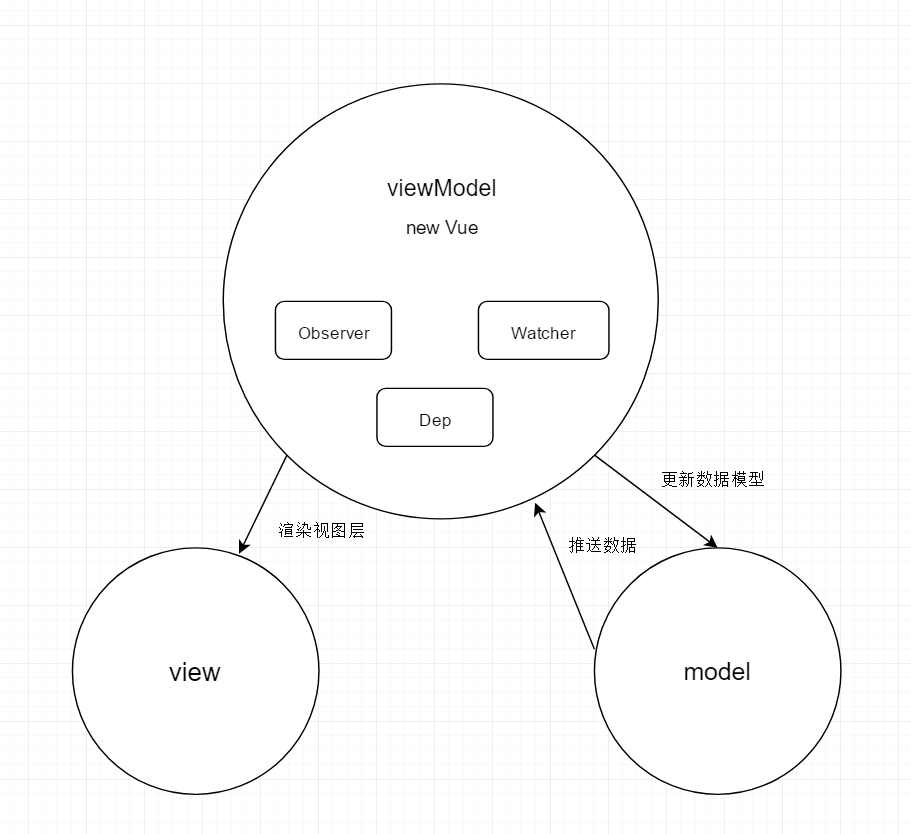 viewModel
new Vue
Observer
Watcher
Dep
更新数据模型
渲染视图层
推送数据
view
model